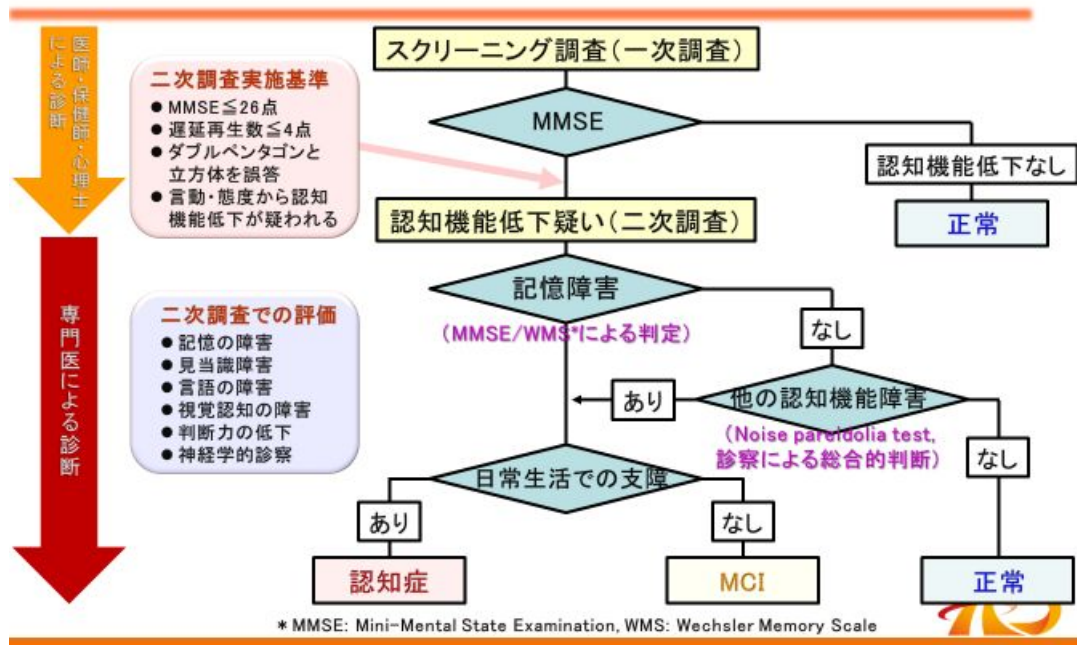 医師・保健師・心理士
による診断
専門医による診断
スクリーニング調査(一次調査)
二次調査実施基準
● MMSE≦26点
● 遅延再生数≦4点
● ダブルペンタゴンと
立方体を誤答
● 言動・態度から認知
機能低下が疑われる
MMSE
認知機能低下なし
正常
認知機能低下疑い(二次調査)
記憶障害
(MMSE/WMS*による判定)
なし
二次調査での評価
● 記憶の障害
● 見当識障害
● 言語の障害
● 視覚認知の障害
● 判断力の低下
● 神経学的診察
あり
他の認知機能障害
(Noise pareidolia test,
診察による総合的判断)
なし
日常生活での支障
あり
なし
認知症
MCI
正常
* MMSE: Mini-Mental State Examination, WMS: Wechsler Memory Scale